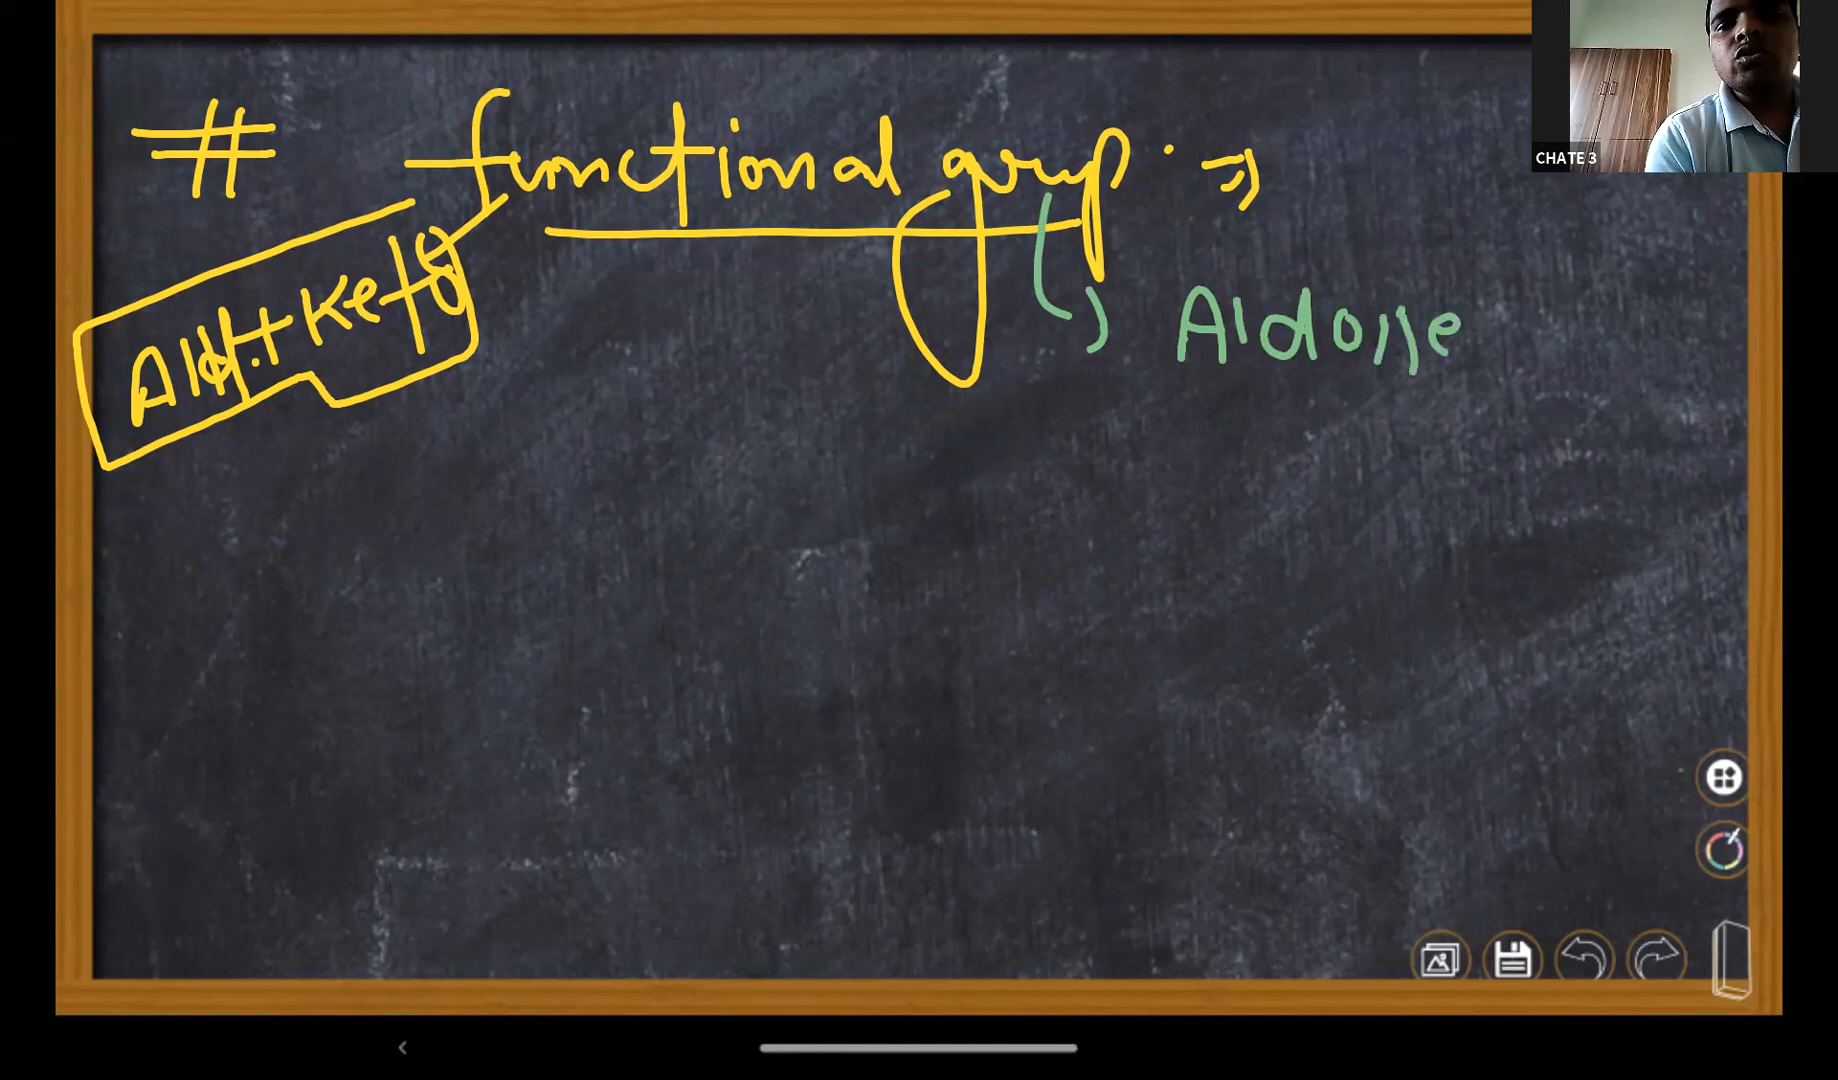 # functional grup. ⇒
Ald.+Keto
Aldose
CHATE 3